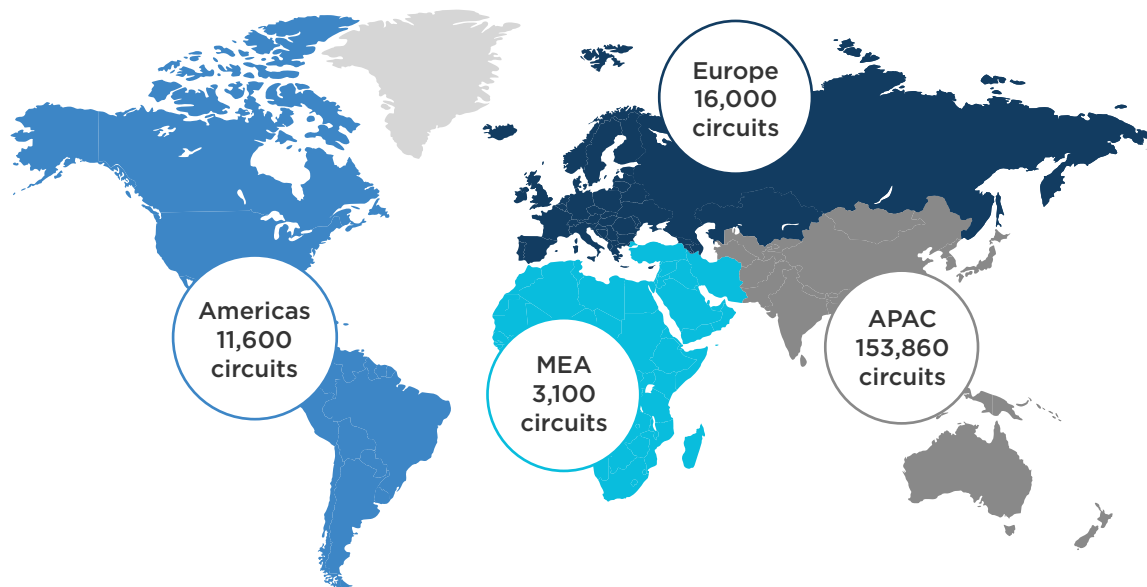 Europe
16,000
circuits
Americas
11,600
circuits
MEA
3,100
circuits
APAC
153,860
circuits